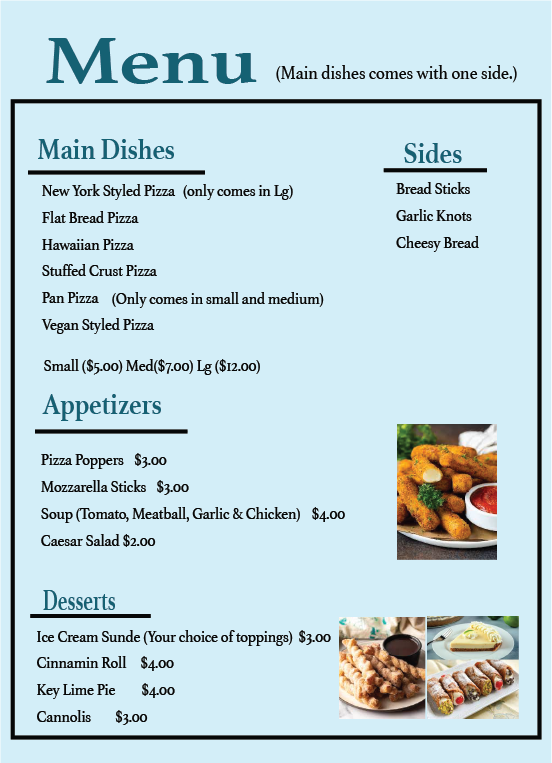 Menu (Main dishes comes with one side.)
Main Dishes
New York Styled Pizza (only comes in Lg)
Flat Bread Pizza
Hawaiian Pizza
Stuffed Crust Pizza
Pan Pizza (Only comes in small and medium)
Vegan Styled Pizza
Small ($5.00) Med($7.00) Lg ($12.00)
Sides
Bread Sticks
Garlic Knots
Cheesy Bread
Appetizers
Pizza Poppers $3.00
Mozzarella Sticks $3.00
Soup (Tomato, Meatball, Garlic & Chicken) $4.00
Caesar Salad $2.00
Desserts
Ice Cream Sunde (Your choice of toppings) $3.00
Cinnamin Roll $4.00
Key Lime Pie $4.00
Cannolis $3.00